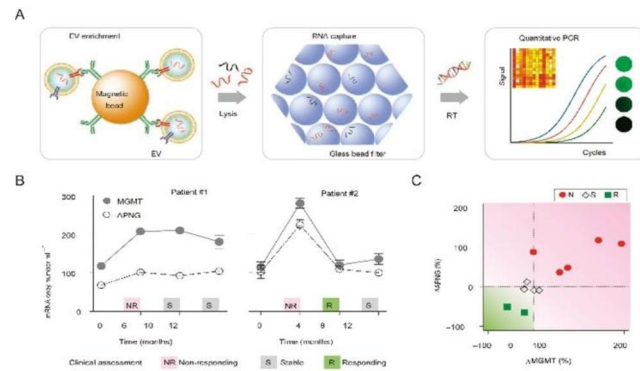 A
EV enrichment
Magnetic
bead
EV
Lysis
RNA capture
Glass bead filter
RT
Quantitative PCR
Signal
Cycles
B
Patient #1
Patient #2
MGMT
APNG
300
200
100
0
NR
S
S
NR
R
S
0 6 10 12
0 4 8 12
Time (months)
Time (months)
Clinical assessment
NR Non-responding
S Stable
R Responding
C
N S R
200
100
0
−100
ΔAPNG (%)
−100 0 100 200
ΔMGMT (%)